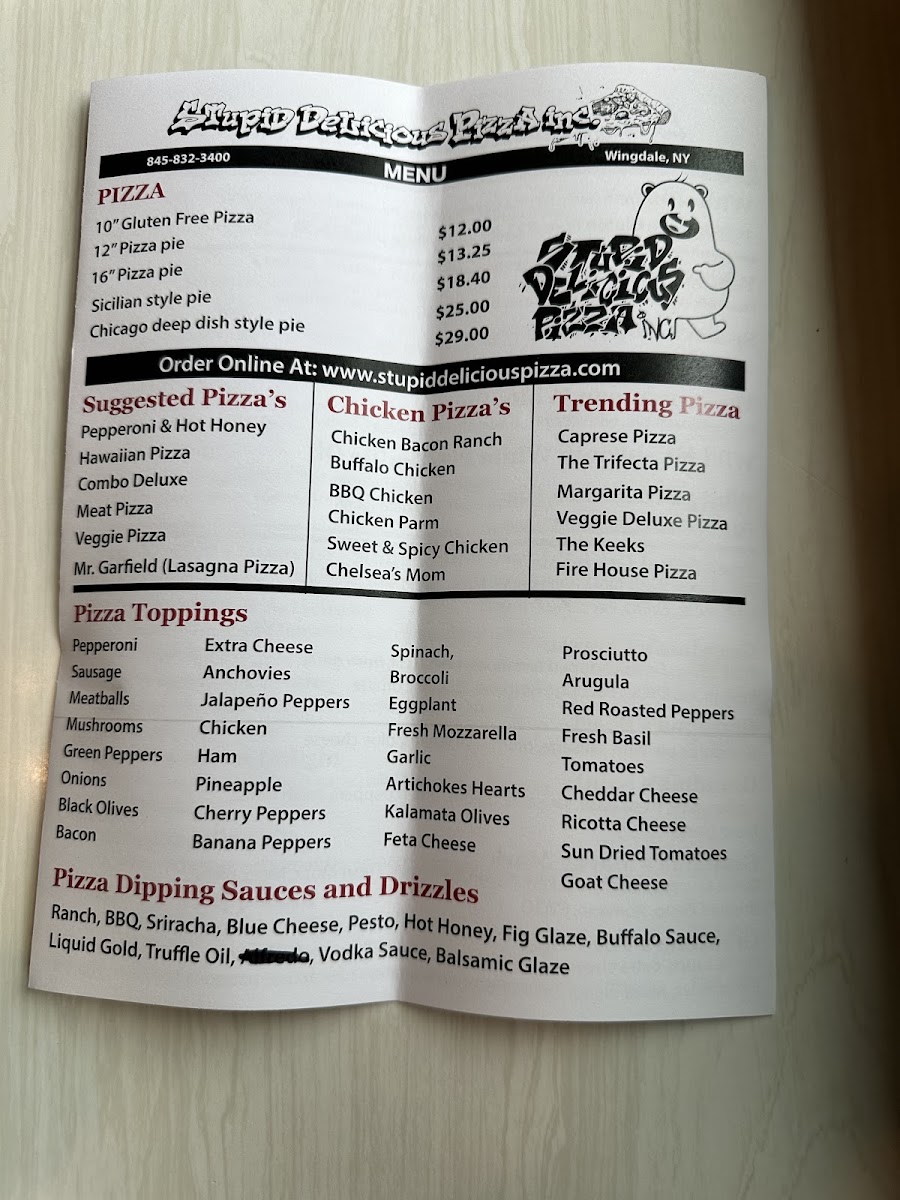 Stupid Delicious Pizza inc.
845-832-3400
MENU
Wingdale, NY
PIZZA
10” Gluten Free Pizza $12.00
12” Pizza pie $13.25
16” Pizza pie $18.40
Sicilian style pie $25.00
Chicago deep dish style pie $29.00
STUPID
DELICIOUS
PIZZA INC.
Order Online At: www.stupiddeliciouspizza.com
Suggested Pizza’s
Pepperoni & Hot Honey
Hawaiian Pizza
Combo Deluxe
Meat Pizza
Veggie Pizza
Mr. Garfield (Lasagna Pizza)
Chicken Pizza’s
Chicken Bacon Ranch
Buffalo Chicken
BBQ Chicken
Chicken Parm
Sweet & Spicy Chicken
Chelsea’s Mom
Trending Pizza
Caprese Pizza
The Trifecta Pizza
Margarita Pizza
Veggie Deluxe Pizza
The Keeks
Fire House Pizza
Pizza Toppings
Pepperoni
Sausage
Meatballs
Mushrooms
Green Peppers
Onions
Black Olives
Bacon
Extra Cheese
Anchovies
Jalapeño Peppers
Chicken
Ham
Pineapple
Cherry Peppers
Banana Peppers
Spinach,
Broccoli
Eggplant
Fresh Mozzarella
Garlic
Artichokes Hearts
Kalamata Olives
Feta Cheese
Prosciutto
Arugula
Red Roasted Peppers
Fresh Basil
Tomatoes
Cheddar Cheese
Ricotta Cheese
Sun Dried Tomatoes
Goat Cheese
Pizza Dipping Sauces and Drizzles
Ranch, BBQ, Sriracha, Blue Cheese, Pesto, Hot Honey, Fig Glaze, Buffalo Sauce,
Liquid Gold, Truffle Oil, Alfredo, Vodka Sauce, Balsamic Glaze